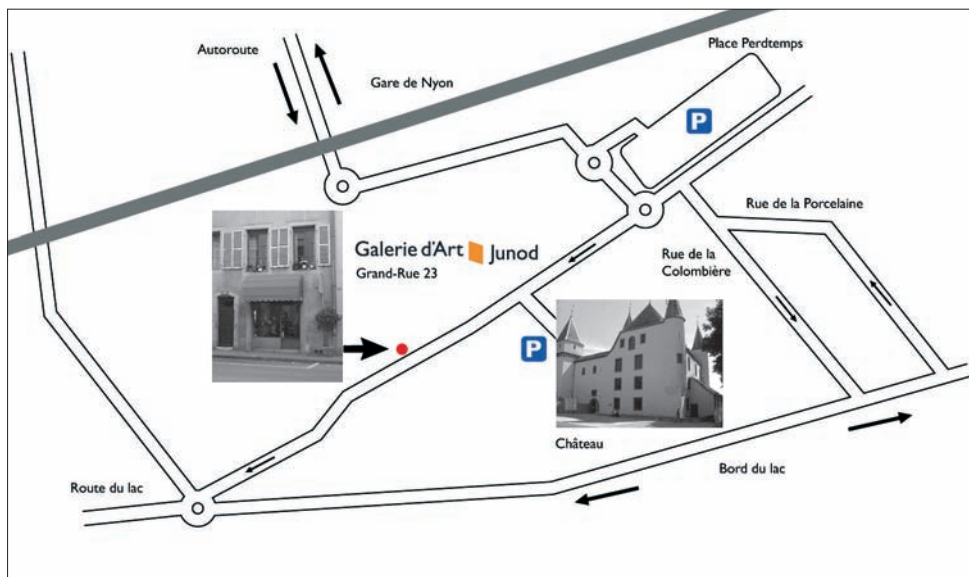 Place Perdtemps
Autoroute
Gare de Nyon
P
Rue de la Porcelaine
Galerie d'Art Junod
Grand-Rue 23
Rue de la
Colombière
P
Château
Bord du lac
Route du lac